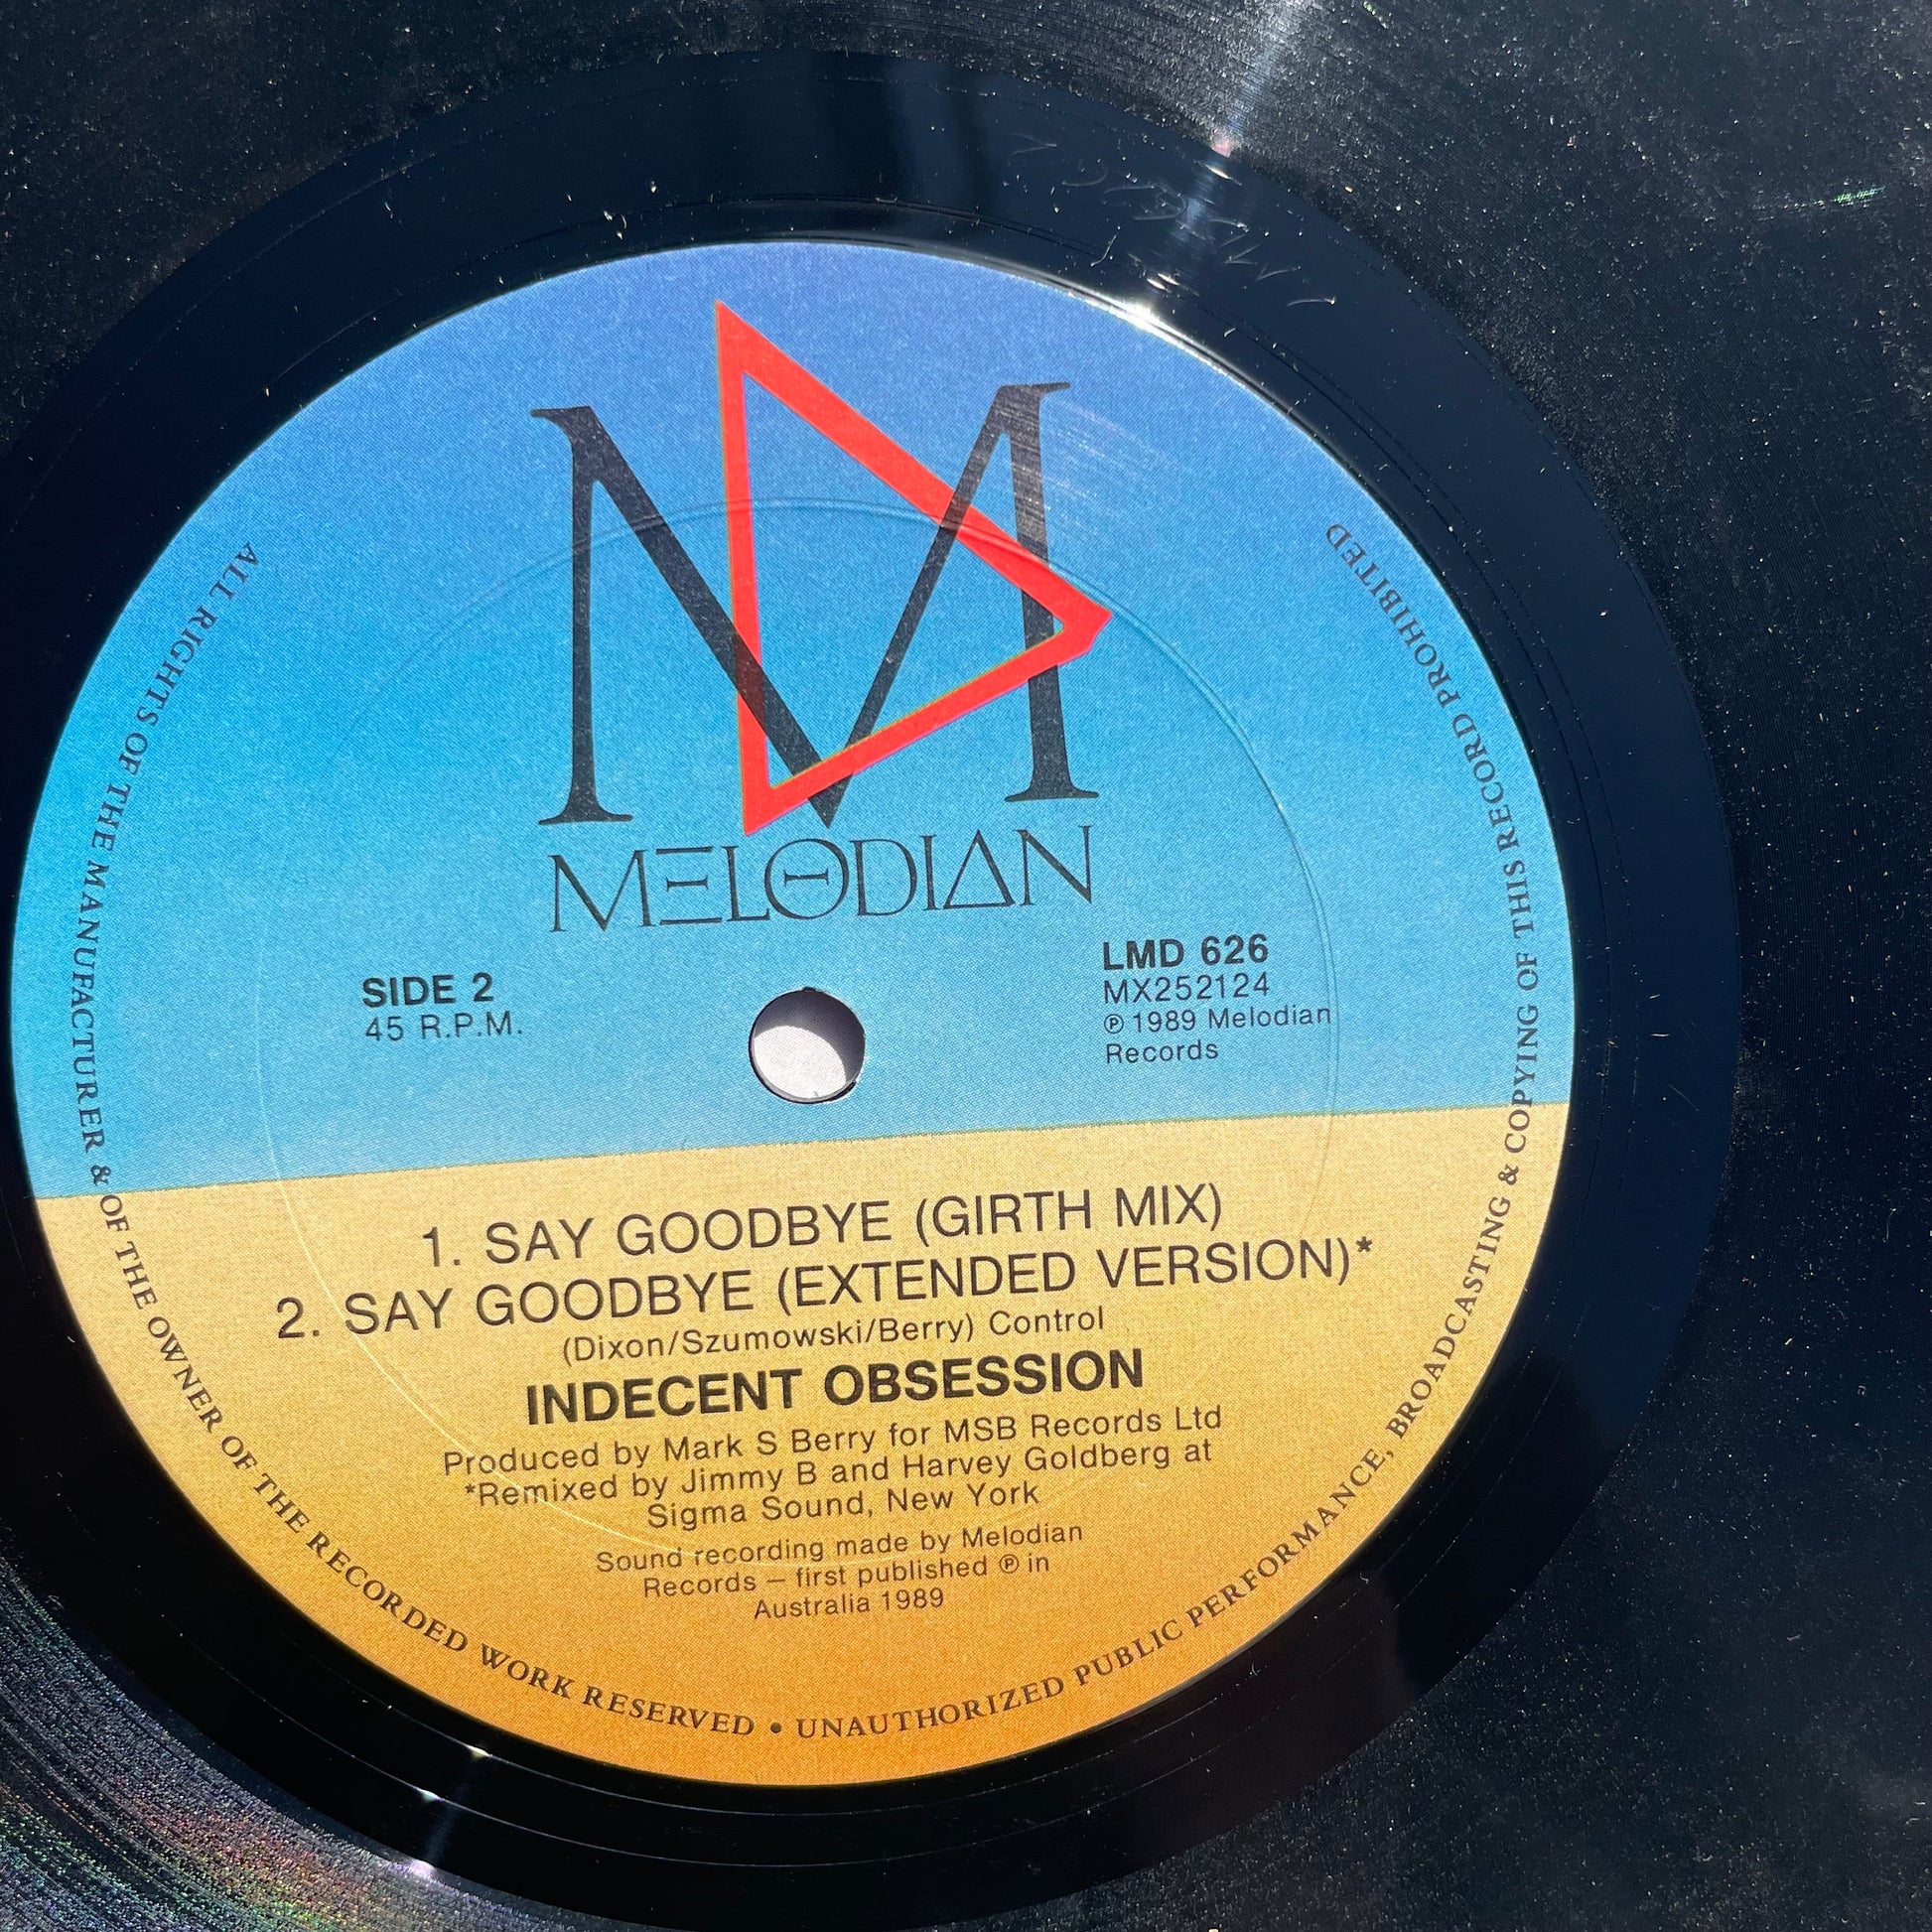 MELODIAN
SIDE 2
45 R.P.M.
LMD 626
MX252124
℗ 1989 Melodian
Records
1. SAY GOODBYE (GIRTH MIX)
2. SAY GOODBYE (EXTENDED VERSION)*
(Dixon/Szumowski/Berry) Control
INDECENT OBSESSION
Produced by Mark S Berry for MSB Records Ltd
*Remixed by Jimmy B and Harvey Goldberg at
Sigma Sound, New York
Sound recording made by Melodian
Records – first published ℗ in
Australia 1989
ALL RIGHTS OF THE MANUFACTURER & OF THE OWNER OF THE RECORDED WORK RESERVED • UNAUTHORIZED PUBLIC PERFORMANCE, BROADCASTING & COPYING OF THIS RECORD PROHIBITED